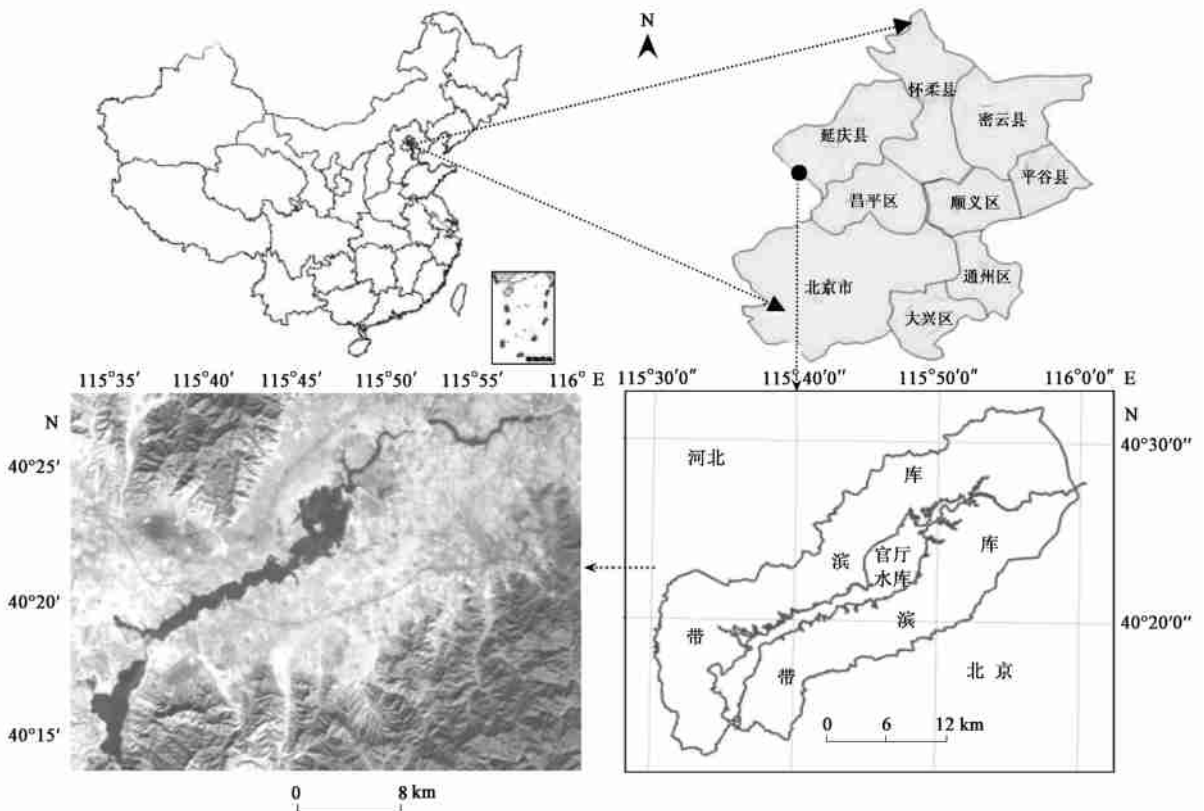 N
怀柔县
密云县
延庆县
平谷县
昌平区
顺义区
通州区
北京市
大兴区
115°35′ 115°40′ 115°45′ 115°50′ 115°55′ 116° E
N
40°25′
40°20′
40°15′
0 8 km
115°30′0″ 115°40′0″ 115°50′0″ 116°0′0″ E
N
40°30′0″
河北
库
滨
官厅
水库
库
带
滨
40°20′0″
带
北京
0 6 12 km